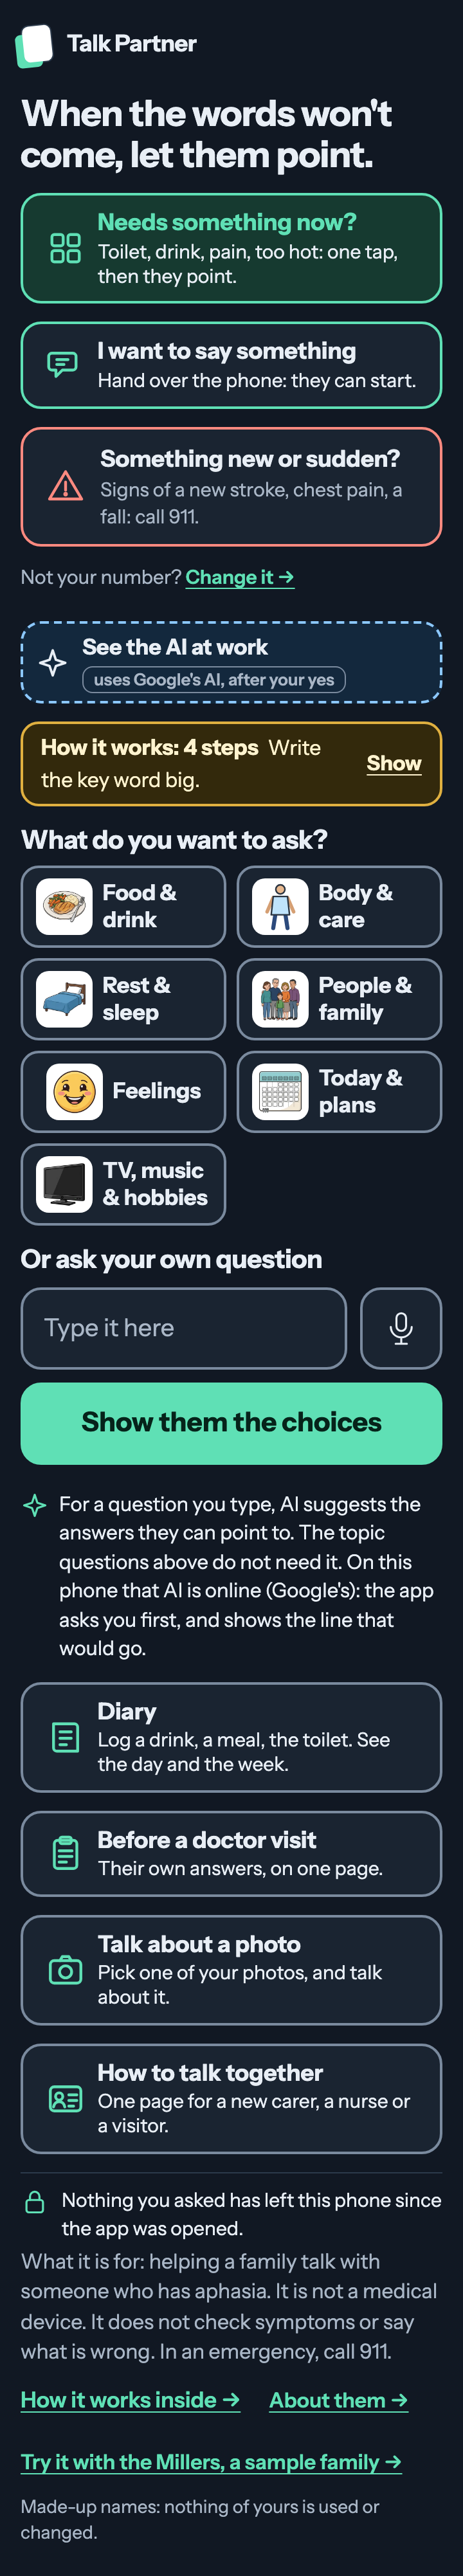 Talk Partner
When the words won't
come, let them point.
Needs something now?
Toilet, drink, pain, too hot: one tap,
then they point.
I want to say something
Hand over the phone: they can start.
Something new or sudden?
Signs of a new stroke, chest pain, a
fall: call 911.
Not your number? Change it →
See the AI at work
uses Google's AI, after your yes
How it works: 4 steps Write
the key word big.
Show
What do you want to ask?
Food &
drink
Body &
care
Rest &
sleep
People &
family
Feelings
Today &
plans
TV, music
& hobbies
Or ask your own question
Type it here
Show them the choices
For a question you type, AI suggests the
answers they can point to. The topic
questions above do not need it. On this
phone that AI is online (Google's): the app
asks you first, and shows the line that
would go.
Diary
Log a drink, a meal, the toilet. See
the day and the week.
Before a doctor visit
Their own answers, on one page.
Talk about a photo
Pick one of your photos, and talk
about it.
How to talk together
One page for a new carer, a nurse or
a visitor.
Nothing you asked has left this phone since
the app was opened.
What it is for: helping a family talk with
someone who has aphasia. It is not a medical
device. It does not check symptoms or say
what is wrong. In an emergency, call 911.
How it works inside → About them →
Try it with the Millers, a sample family →
Made-up names: nothing of yours is used or
changed.